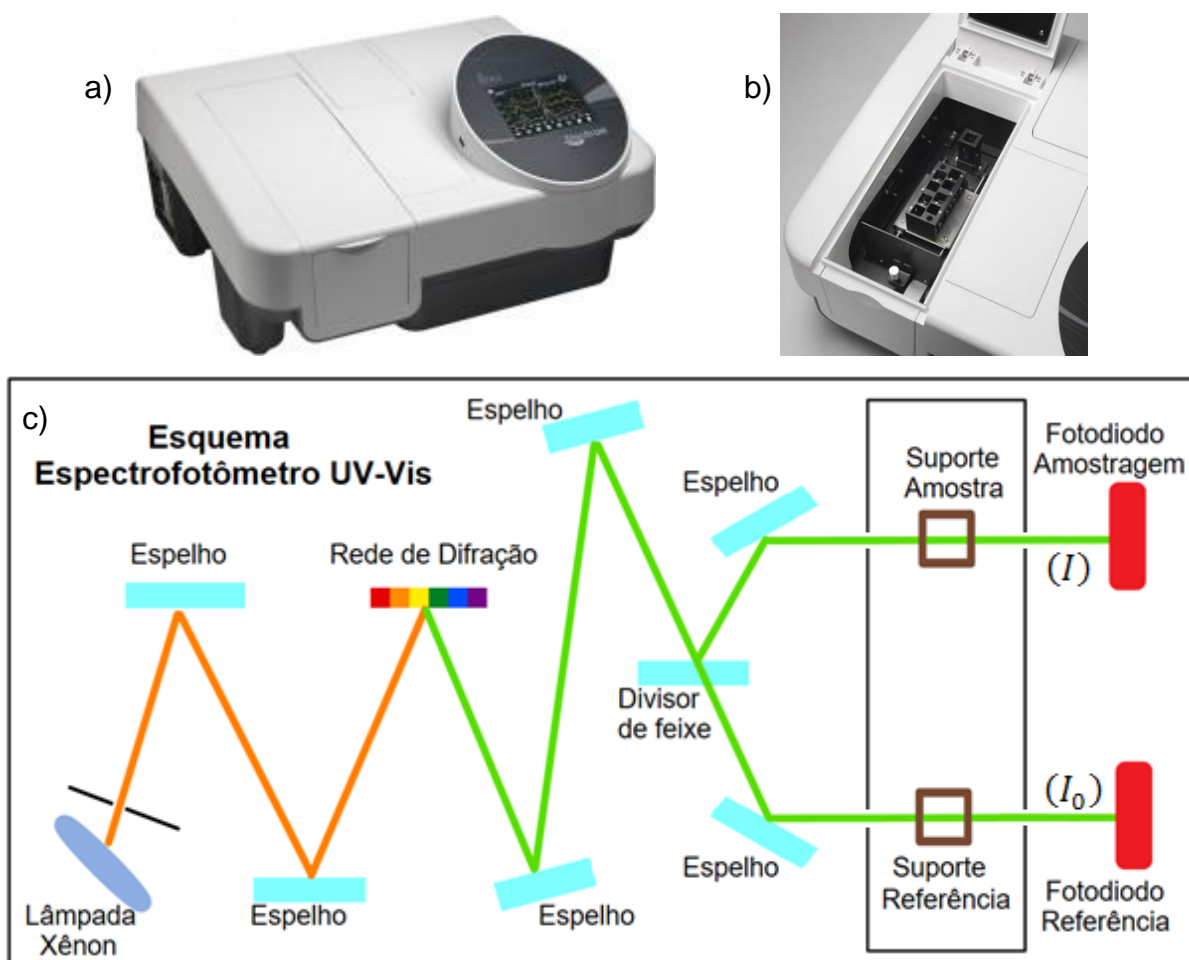 a)
b)
c)
Esquema
Espectrofotômetro UV-Vis
Espelho
Rede de Difração
Espelho
Espelho
Suporte
Amostra
Fotodiodo
Amostragem
(I)
Divisor
de feixe
(I₀)
Lâmpada
Xênon
Espelho
Espelho
Espelho
Suporte
Referência
Fotodiodo
Referência